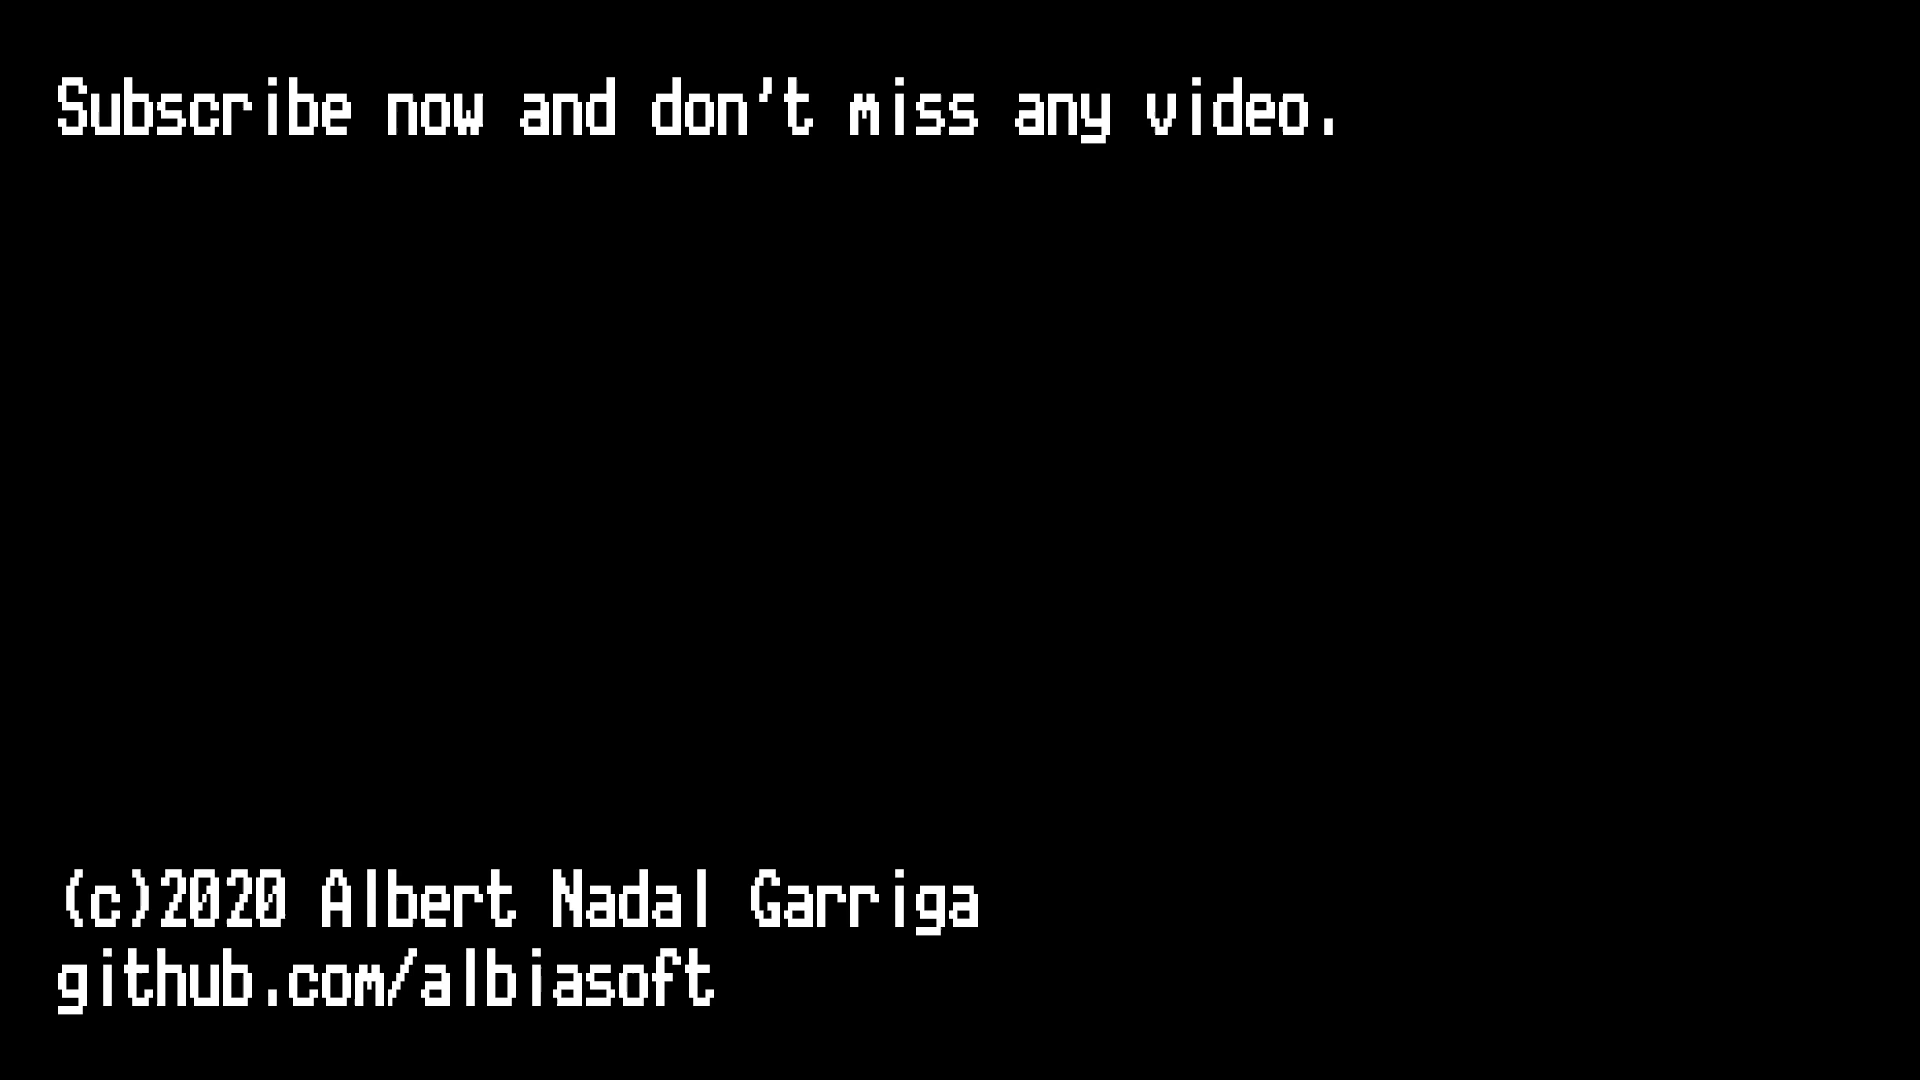 Subscribe now and don't miss any video.
(c)2020 Albert Nadal Garriga
github.com/albiasoft